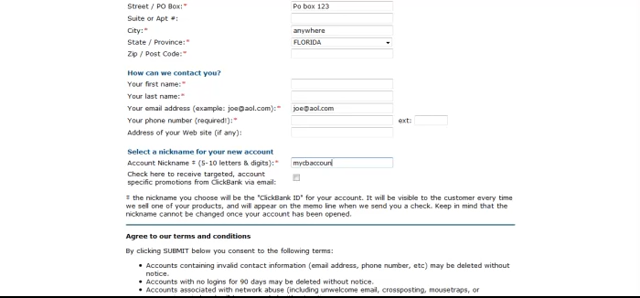 Street / PO Box:* Po box 123
Suite or Apt #:
City:* anywhere
State / Province:* FLORIDA
Zip / Post Code:*
How can we contact you?
Your first name:*
Your last name:*
Your email address (example: joe@aol.com):* joe@aol.com
Your phone number (required!):* ext:
Address of your Web site (if any):
Select a nickname for your new account
Account Nickname ‡ (5-10 letters & digits):* mycbaccoun
Check here to receive targeted, account
specific promotions from ClickBank via email:
‡ the nickname you choose will be the "ClickBank ID" for your account. It will be visible to the customer every time
we sell one of your products, and will appear on the memo line when we send you a check. Keep in mind that the
nickname cannot be changed once your account has been opened.
Agree to our terms and conditions
By clicking SUBMIT below you consent to the following terms:
• Accounts containing invalid contact information (email address, phone number, etc) may be deleted without
notice.
• Accounts with no logins for 90 days may be deleted without notice.
• Accounts associated with network abuse (including unwelcome email, crossposting, mousetraps, or